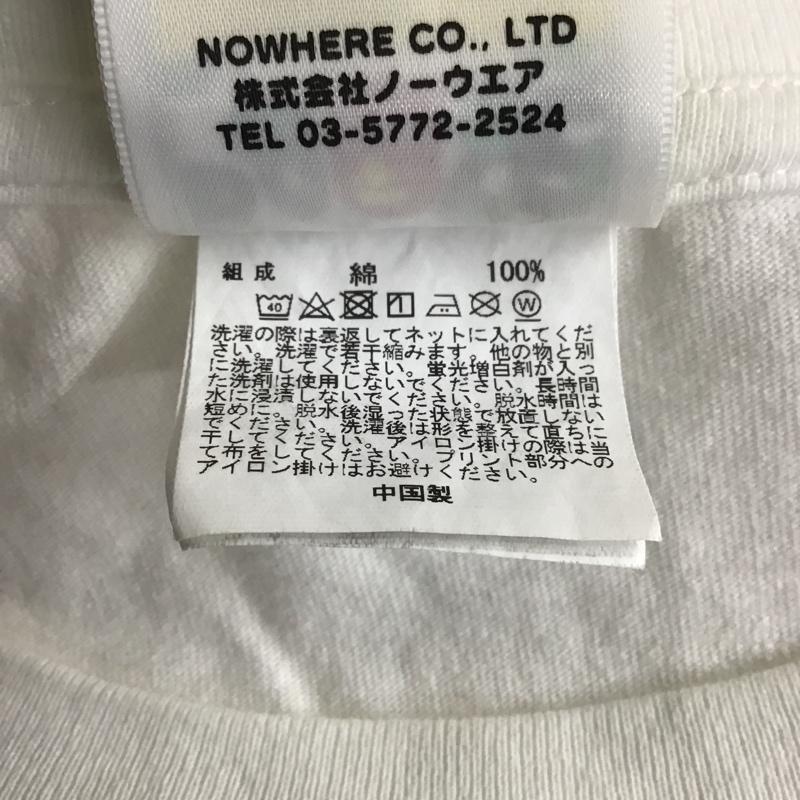 NOWHERE CO., LTD
株式会社ノーウエア
TEL 03-5772-2524
組成 綿 100%
40 W
洗濯の際は裏返してネットに入れてくだ
さい。洗濯で若干縮みます。他の物と別
に洗濯してください。蛍光増白剤が入っ
た洗剤は使用しないでください。長時間
水に浸漬しないでください。脱水時間は
短めに。脱水後湿った状態で放置しない
でください。洗濯後は形を整えて直ちに
干してください。アイロン掛けの際は当
て布をしてください。プリント部分へのア
イロン掛けはお避けください。
中国製